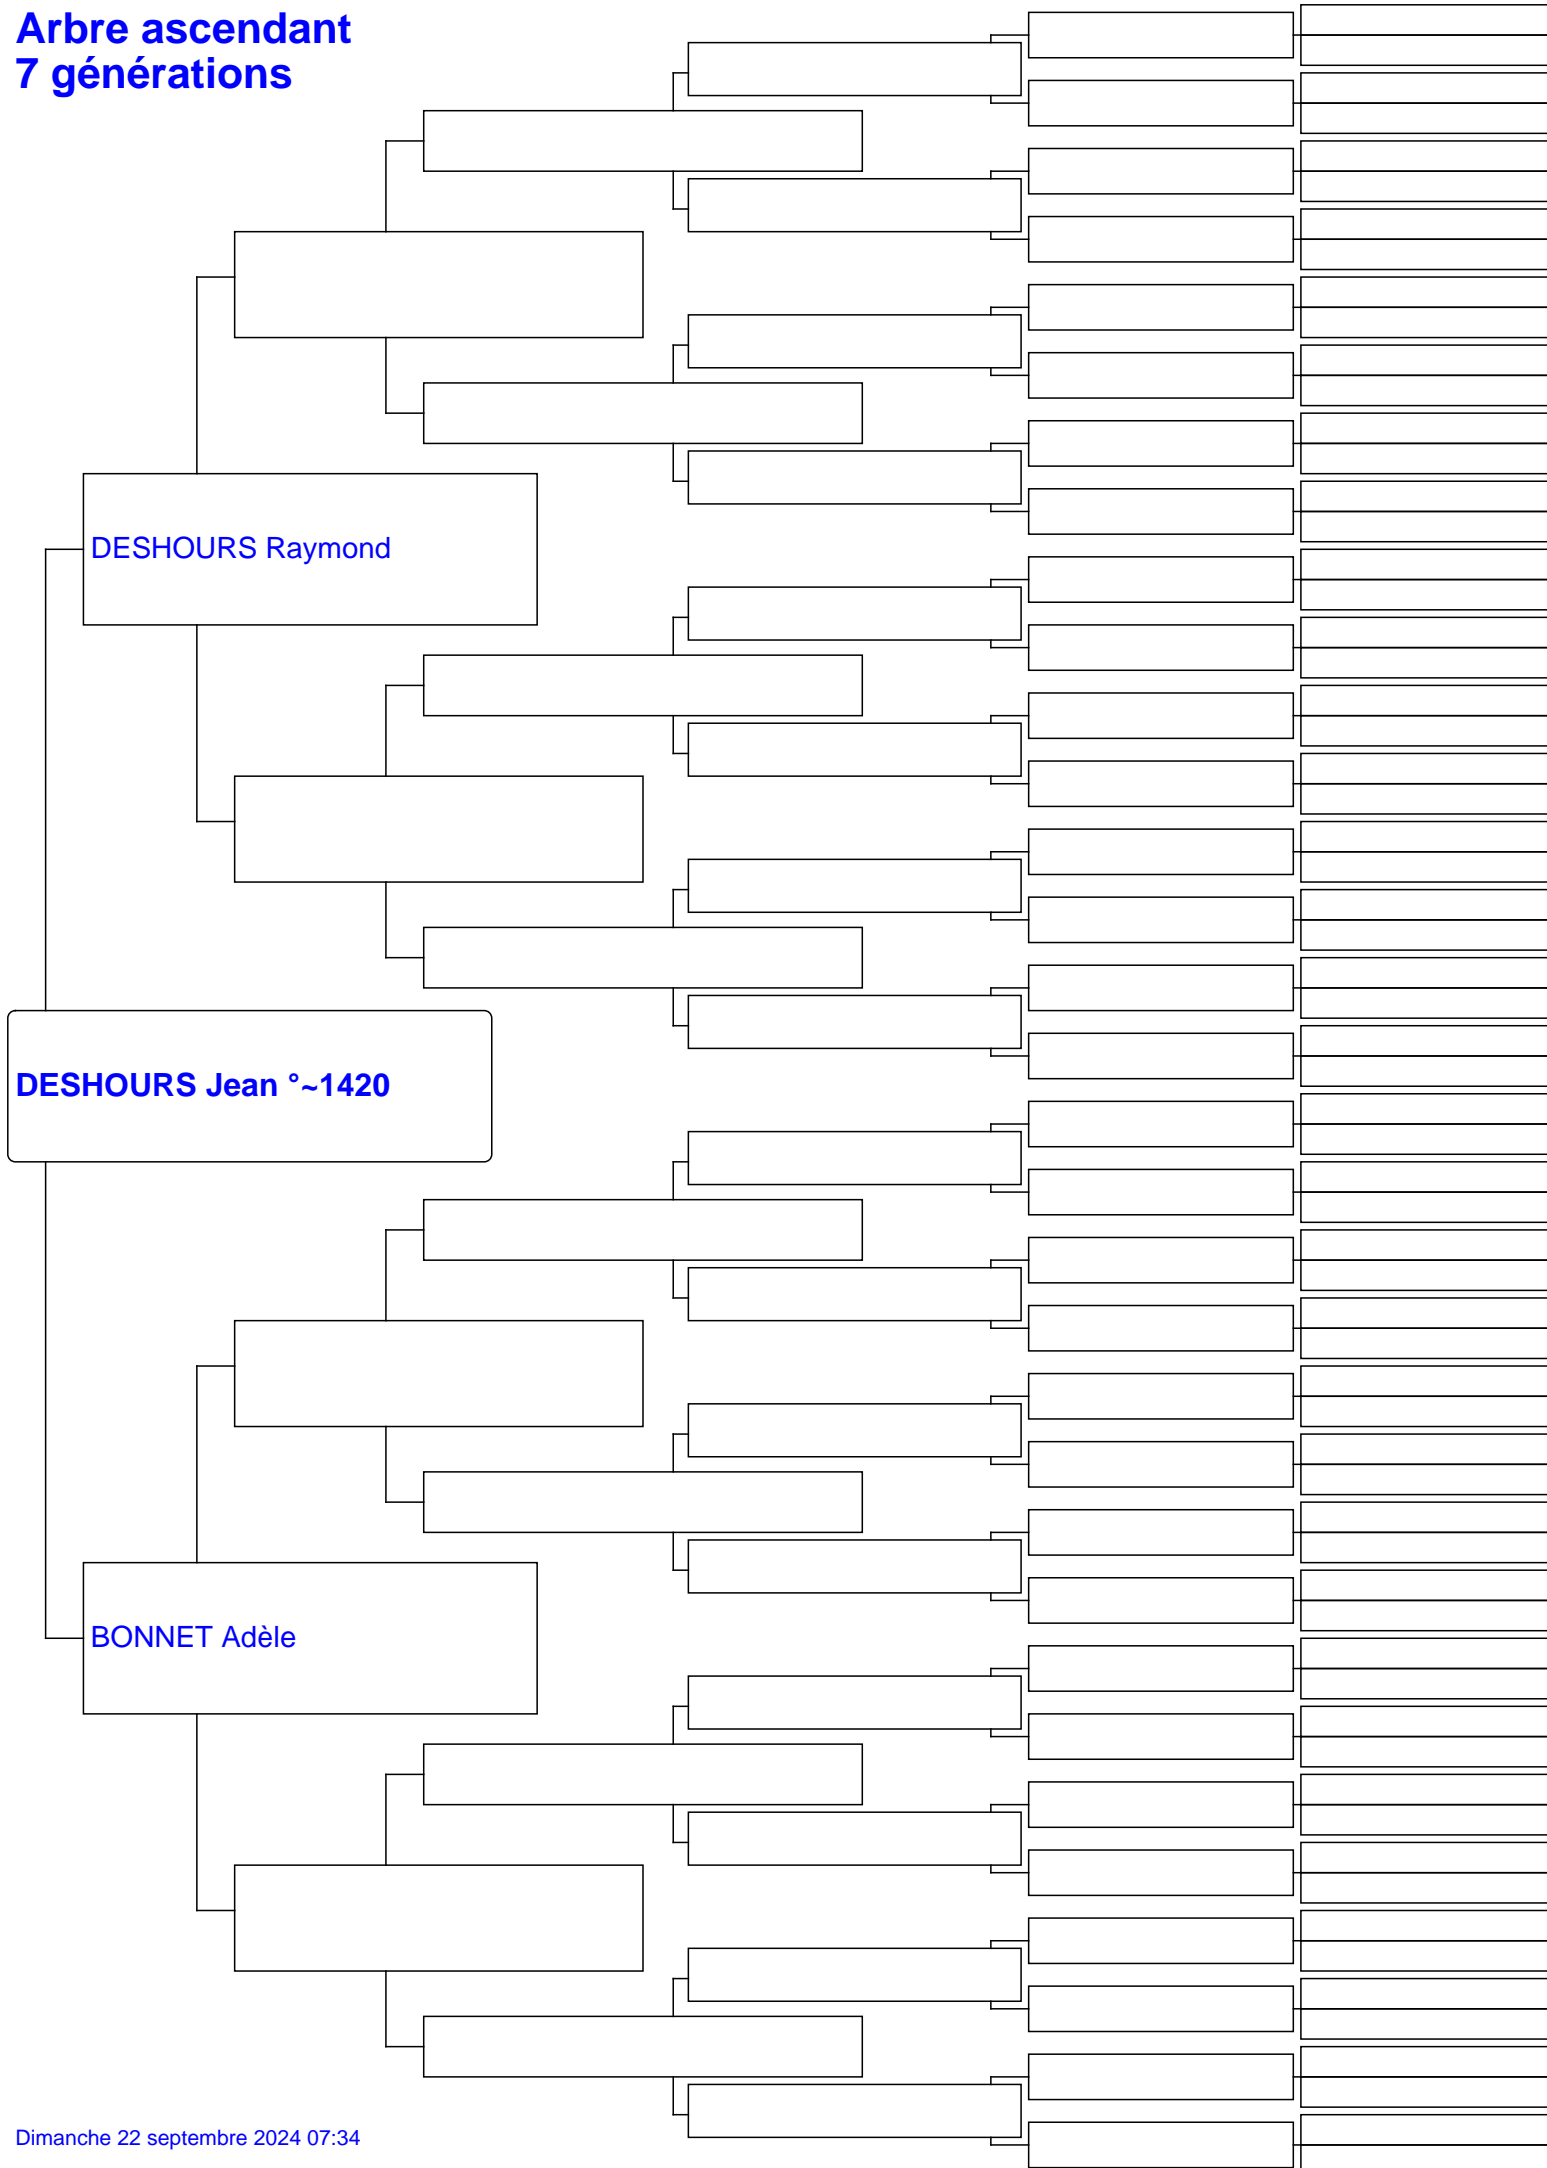 Arbre ascendant
7 générations
DESHOURS Raymond
DESHOURS Jean °~1420
BONNET Adèle
Dimanche 22 septembre 2024 07:34